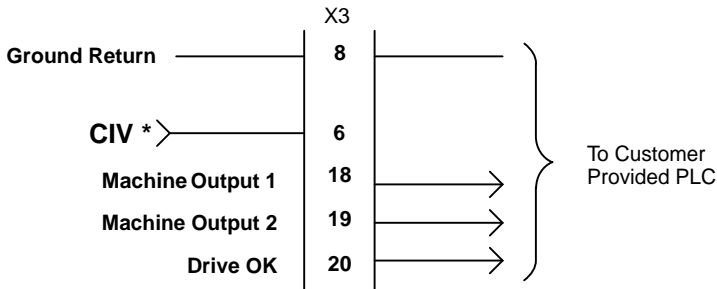 X3
Ground Return 8
CIV * 6
Machine Output 1 18
Machine Output 2 19
Drive OK 20
To Customer
Provided PLC